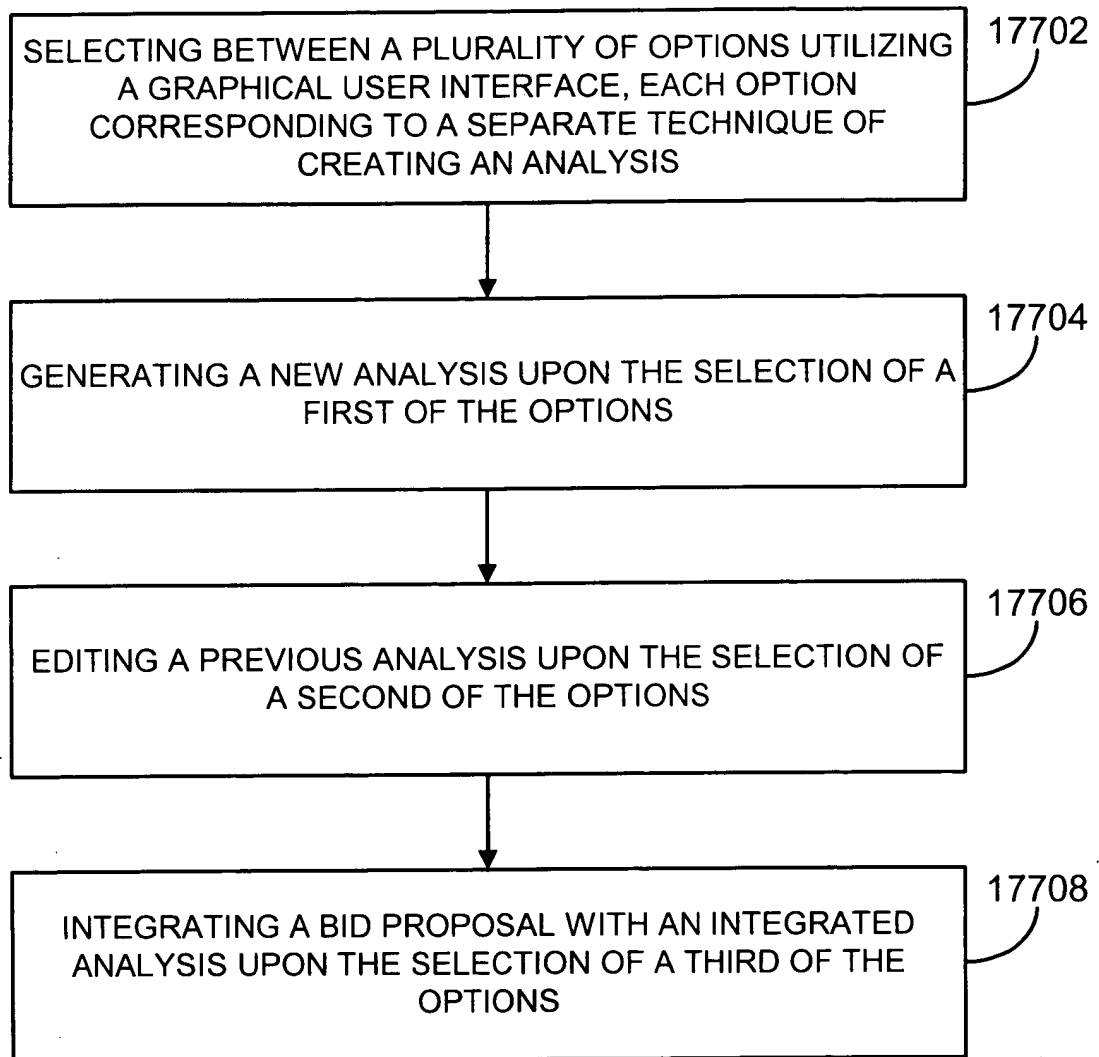 SELECTING BETWEEN A PLURALITY OF OPTIONS UTILIZING
A GRAPHICAL USER INTERFACE, EACH OPTION
CORRESPONDING TO A SEPARATE TECHNIQUE OF
CREATING AN ANALYSIS
17702
GENERATING A NEW ANALYSIS UPON THE SELECTION OF A
FIRST OF THE OPTIONS
17704
EDITING A PREVIOUS ANALYSIS UPON THE SELECTION OF
A SECOND OF THE OPTIONS
17706
INTEGRATING A BID PROPOSAL WITH AN INTEGRATED
ANALYSIS UPON THE SELECTION OF A THIRD OF THE
OPTIONS
17708